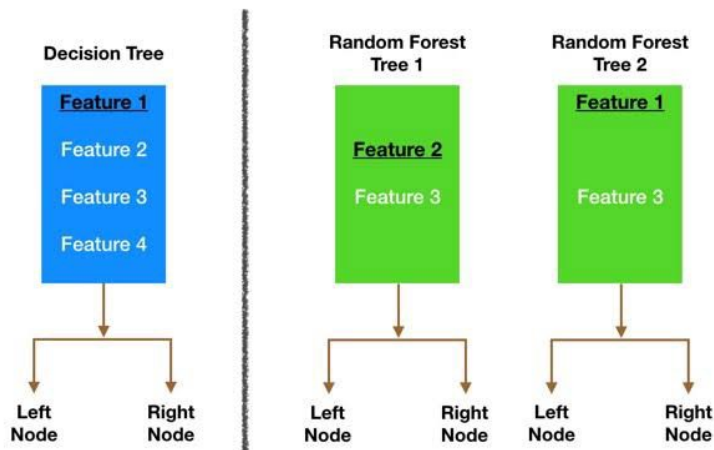 Decision Tree
Feature 1
Feature 2
Feature 3
Feature 4
Left
Node
Right
Node
Random Forest
Tree 1
Feature 2
Feature 3
Left
Node
Right
Node
Random Forest
Tree 2
Feature 1
Feature 3
Left
Node
Right
Node